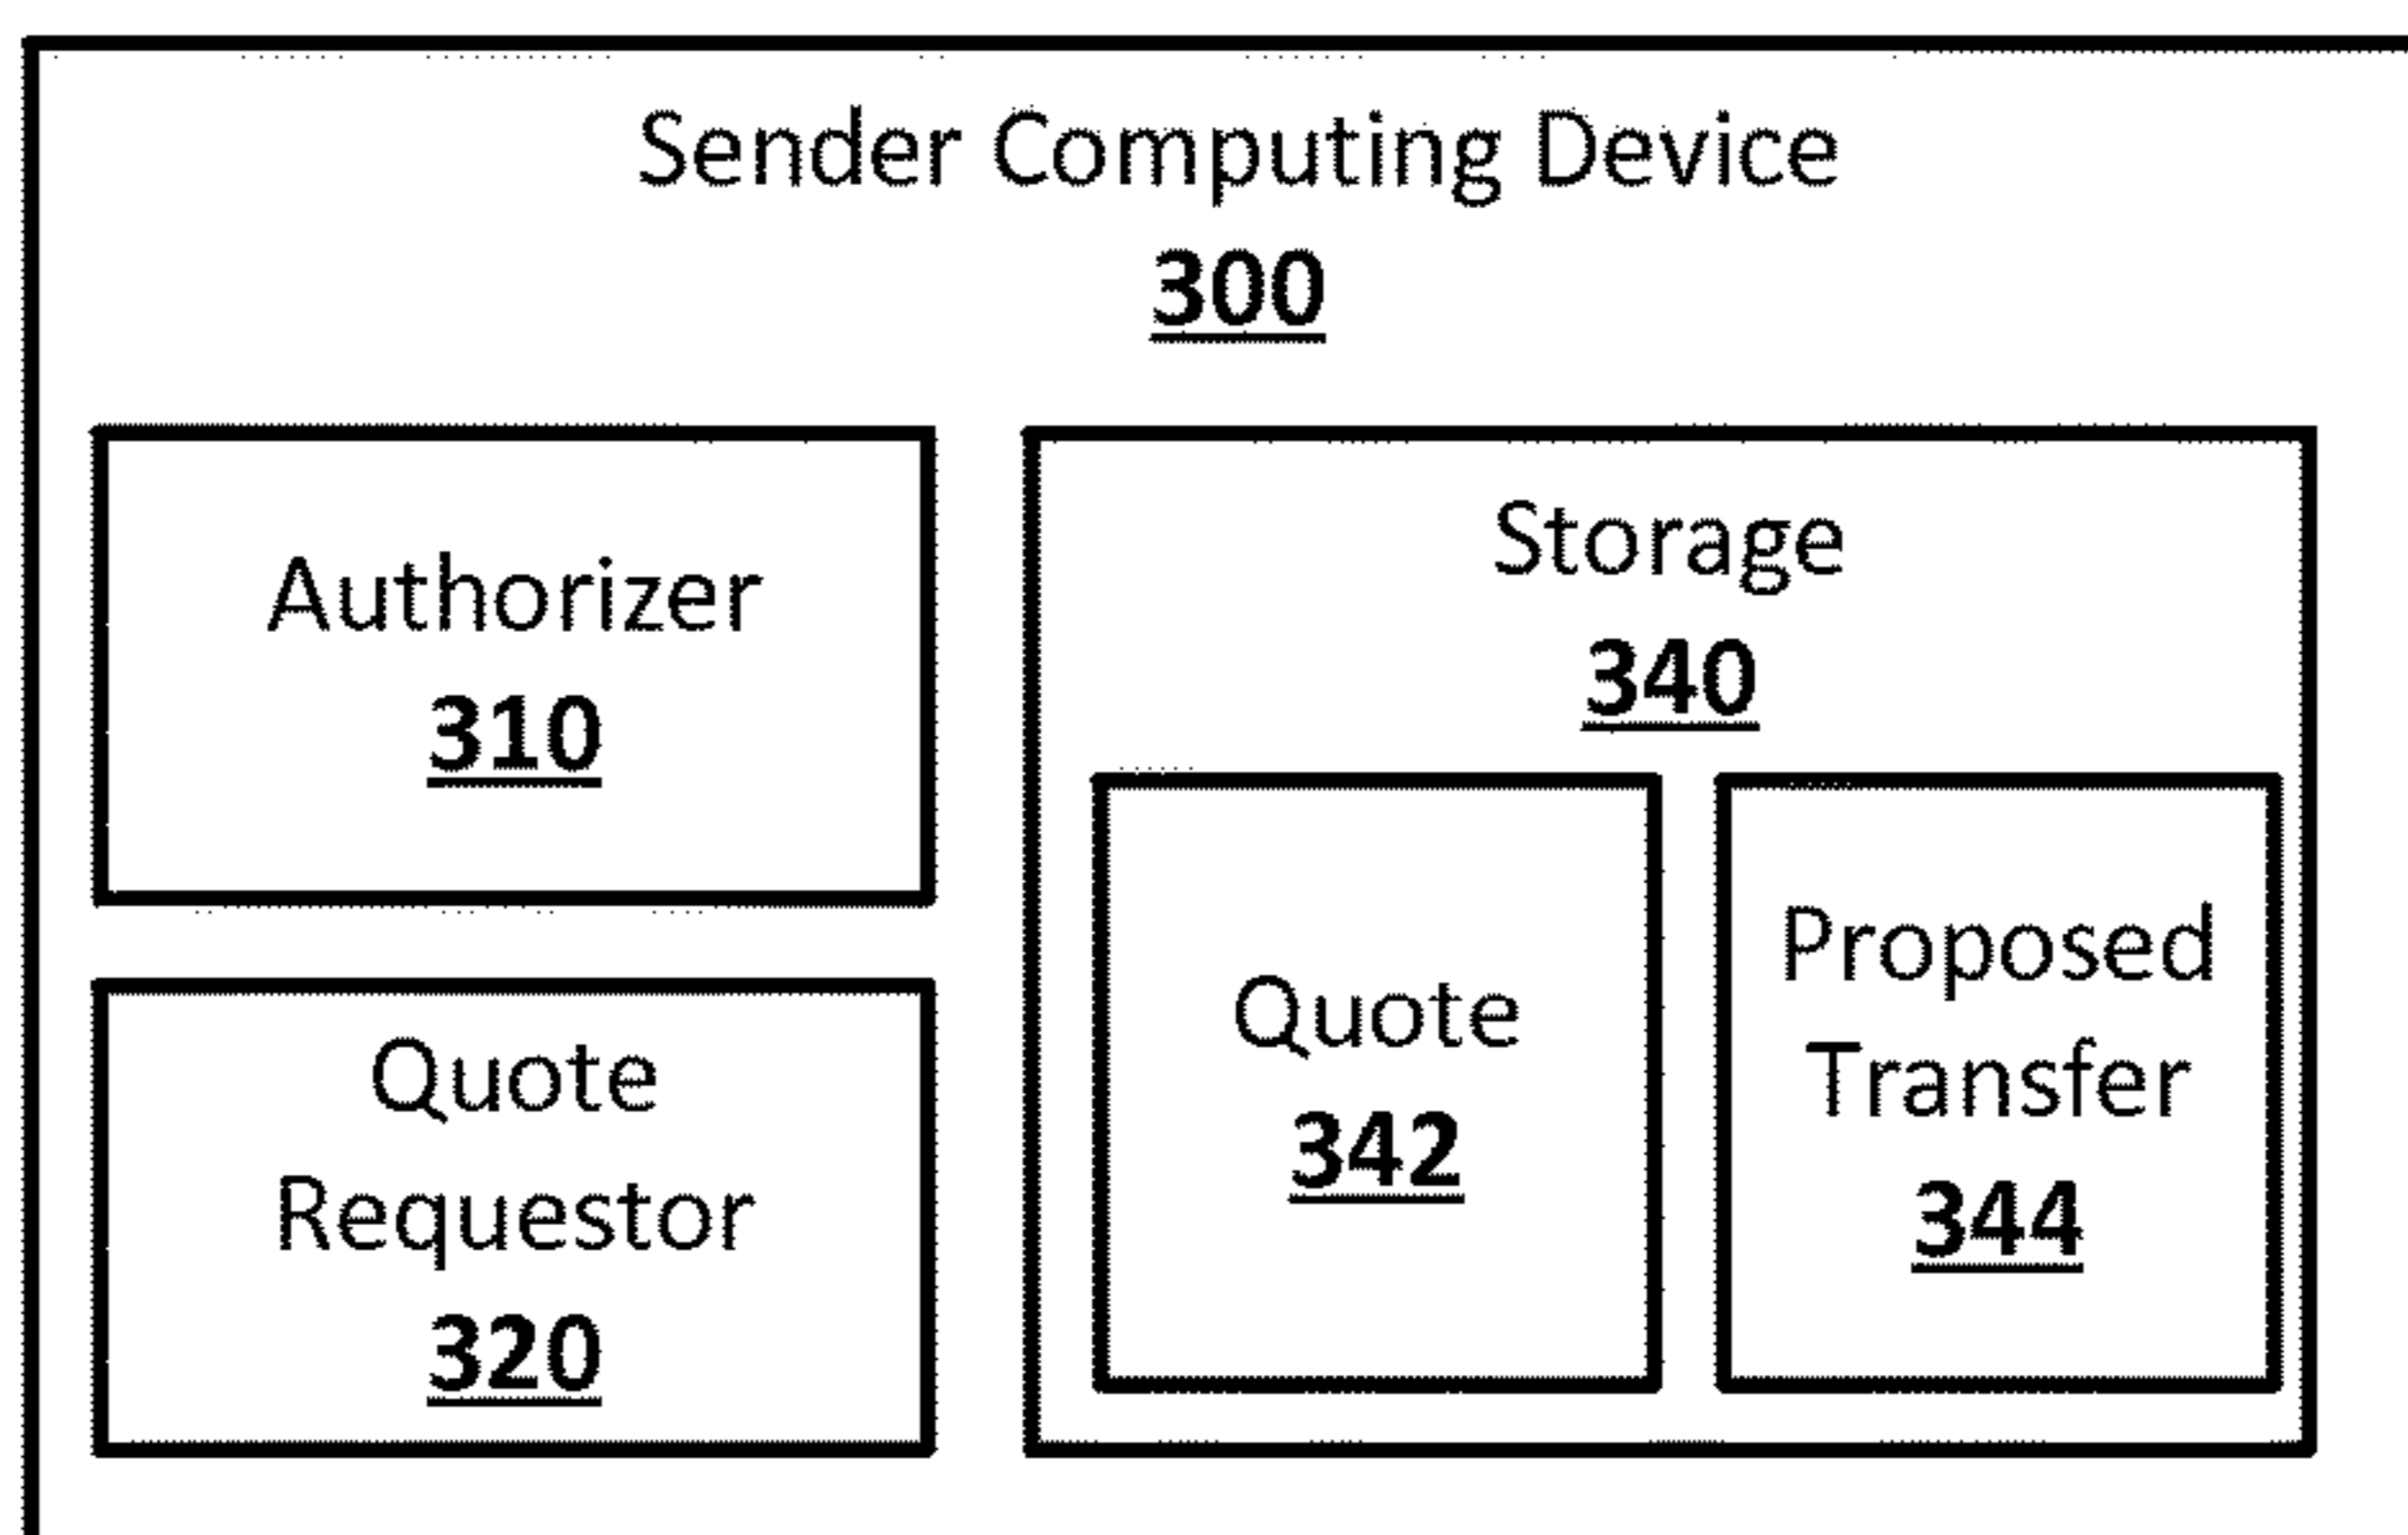 Sender Computing Device
300
Authorizer
310
Quote
Requestor
320
Storage
340
Quote
342
Proposed
Transfer
344